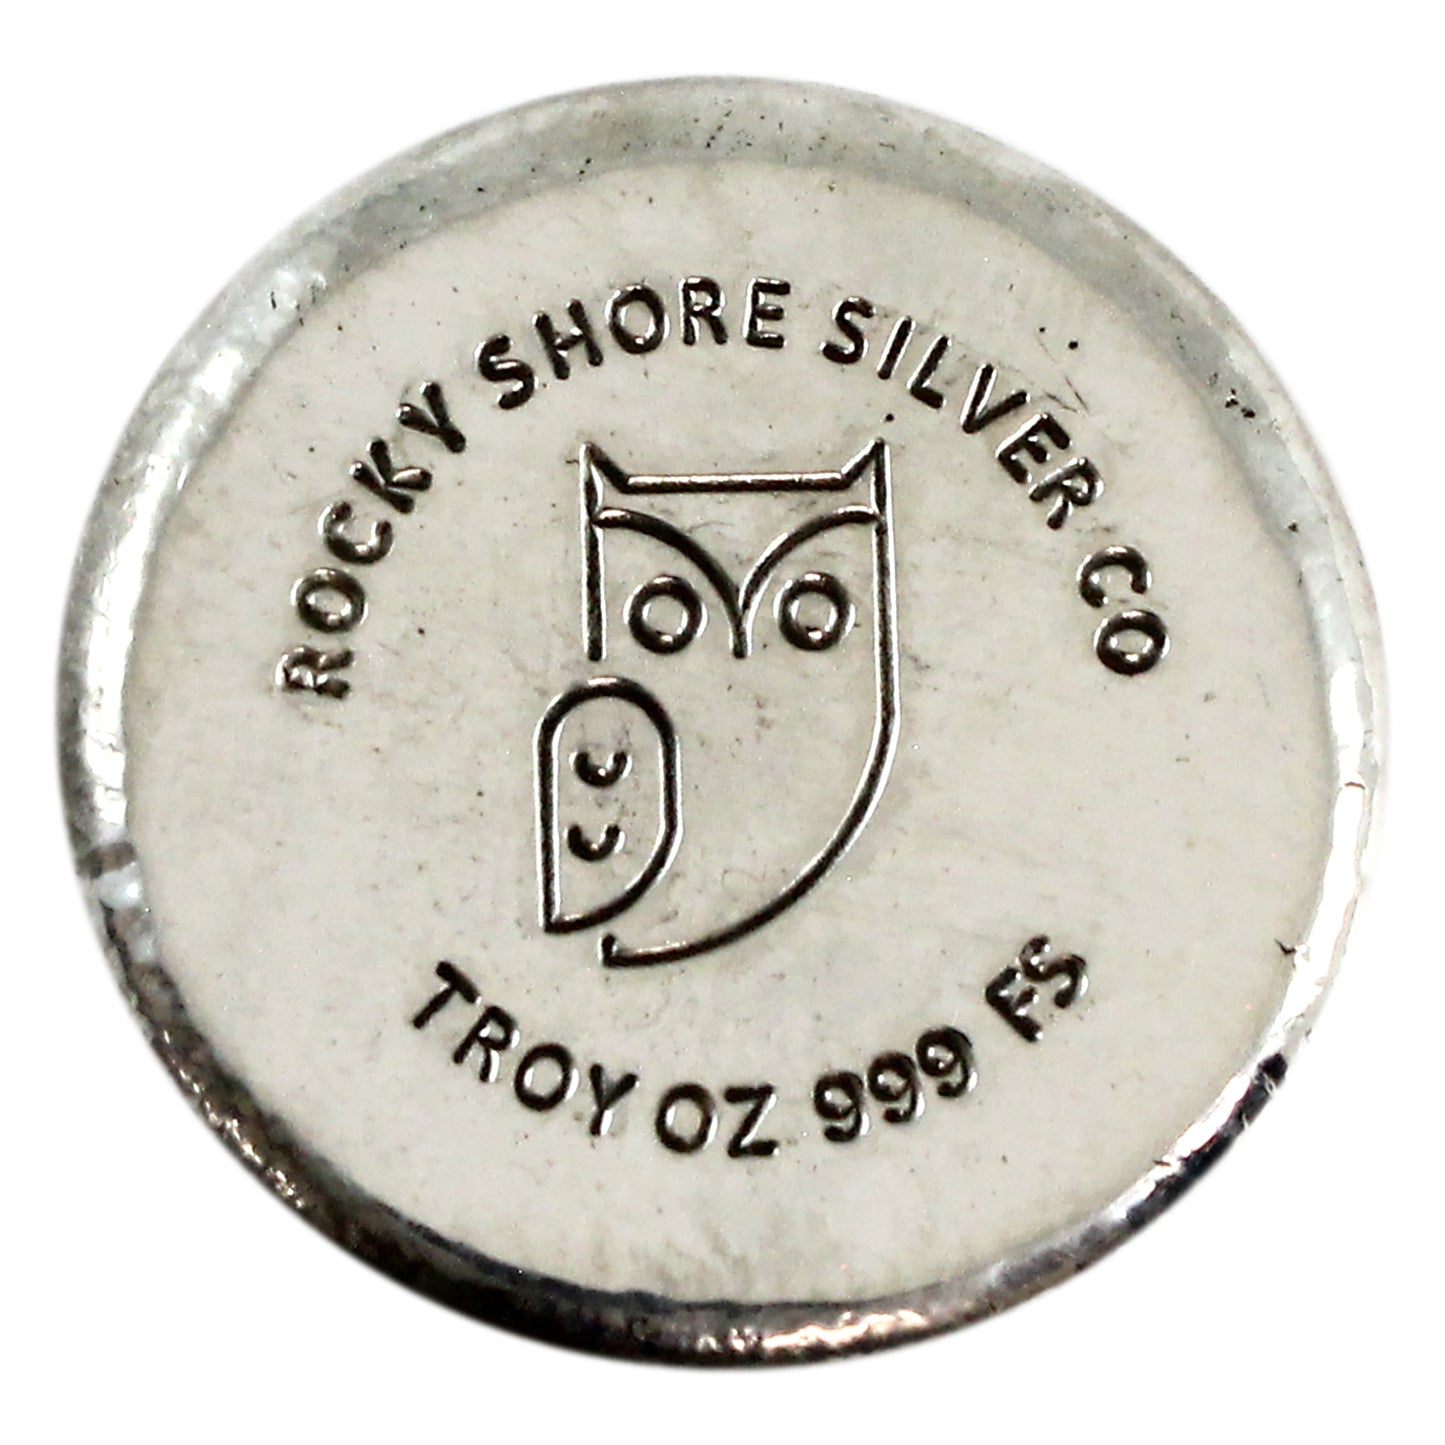 ROCKY SHORE SILVER CO
TROY OZ 999 FS